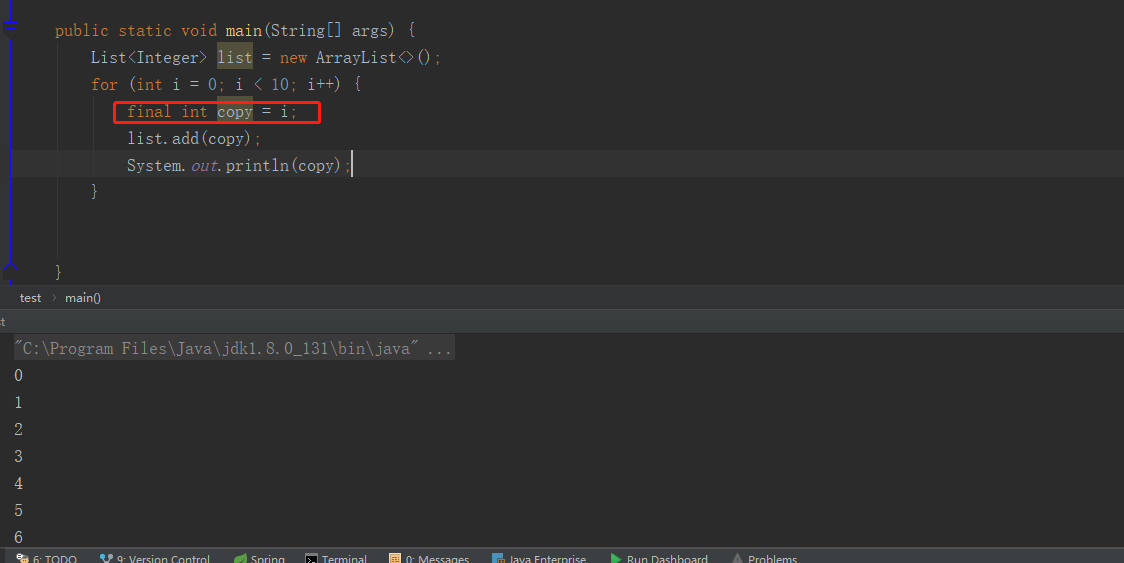 public static void main(String[] args) {
List<Integer> list = new ArrayList<>();
for (int i = 0; i < 10; i++) {
final int copy = i;
list.add(copy);
System.out.println(copy);
}
}
test › main()
t
"C:\Program Files\Java\jdk1.8.0_131\bin\java" ...
0
1
2
3
4
5
6
6: TODO 9: Version Control Spring Terminal 0: Messages Java Enterprise Run Dashboard Problems